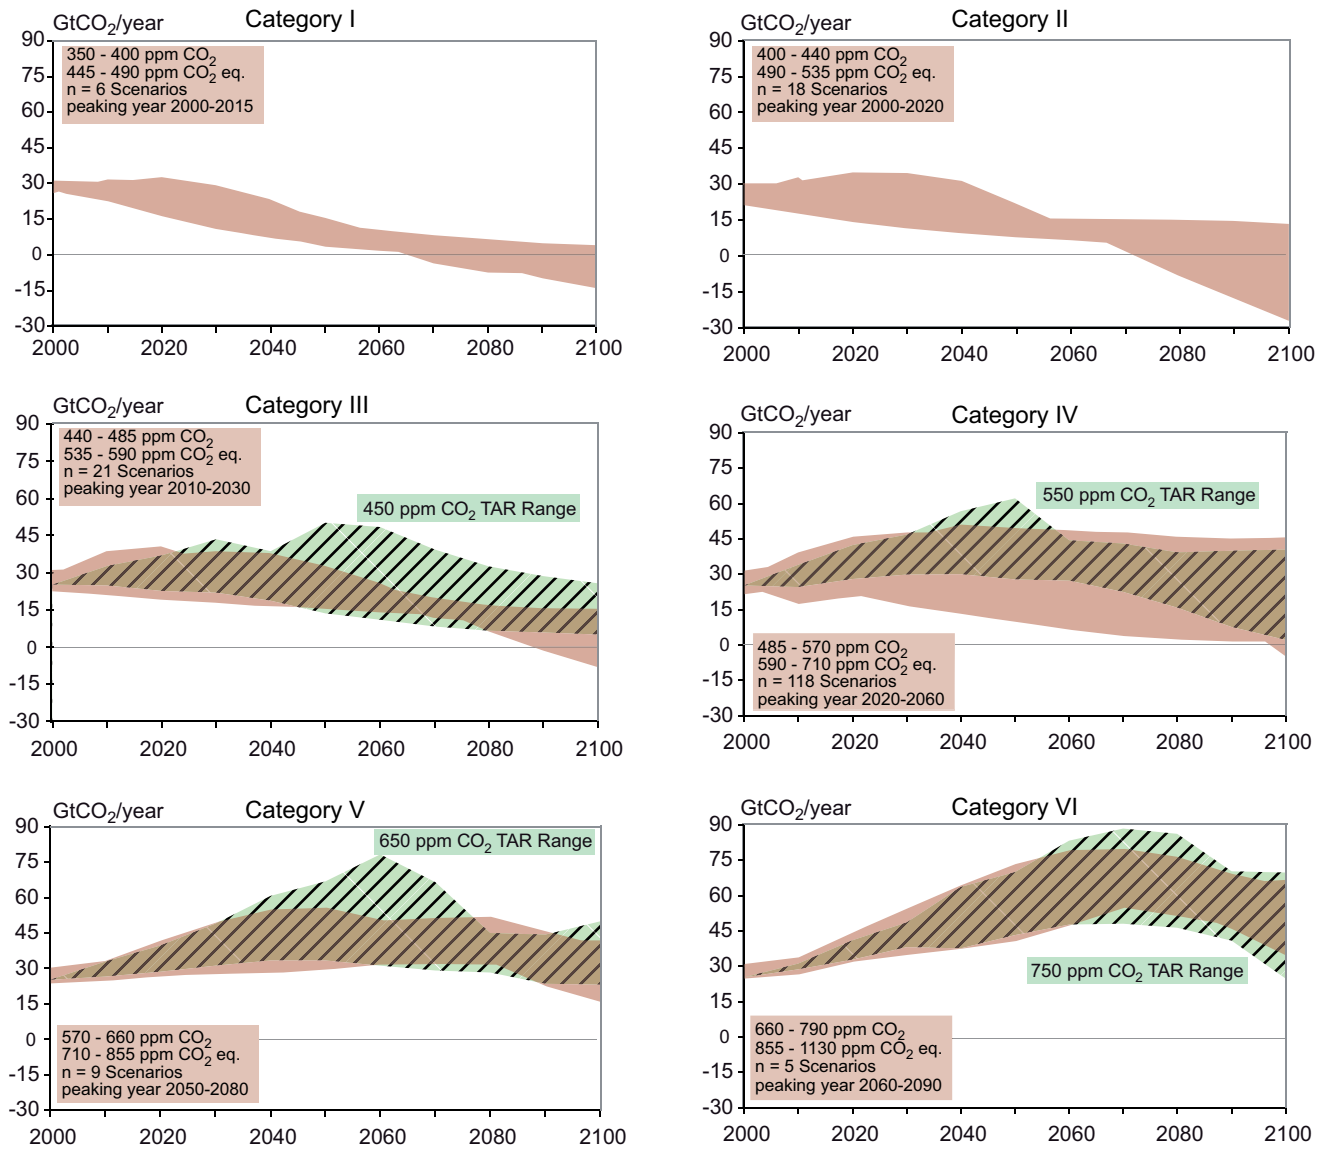 GtCO2/year
Category I
350 - 400 ppm CO2
445 - 490 ppm CO2 eq.
n = 6 Scenarios
peaking year 2000-2015
90
75
60
45
30
15
0
-15
-30
2000
2020
2040
2060
2080
2100
GtCO2/year
Category II
400 - 440 ppm CO2
490 - 535 ppm CO2 eq.
n = 18 Scenarios
peaking year 2000-2020
90
75
60
45
30
15
0
-15
-30
2000
2020
2040
2060
2080
2100
GtCO2/year
Category III
440 - 485 ppm CO2
535 - 590 ppm CO2 eq.
n = 21 Scenarios
peaking year 2010-2030
450 ppm CO2 TAR Range
90
75
60
45
30
15
0
-15
-30
2000
2020
2040
2060
2080
2100
GtCO2/year
Category IV
550 ppm CO2 TAR Range
485 - 570 ppm CO2
590 - 710 ppm CO2 eq.
n = 118 Scenarios
peaking year 2020-2060
90
75
60
45
30
15
0
-15
-30
2000
2020
2040
2060
2080
2100
GtCO2/year
Category V
650 ppm CO2 TAR Range
570 - 660 ppm CO2
710 - 855 ppm CO2 eq.
n = 9 Scenarios
peaking year 2050-2080
90
75
60
45
30
15
0
-15
-30
2000
2020
2040
2060
2080
2100
GtCO2/year
Category VI
750 ppm CO2 TAR Range
660 - 790 ppm CO2
855 - 1130 ppm CO2 eq.
n = 5 Scenarios
peaking year 2060-2090
90
75
60
45
30
15
0
-15
-30
2000
2020
2040
2060
2080
2100